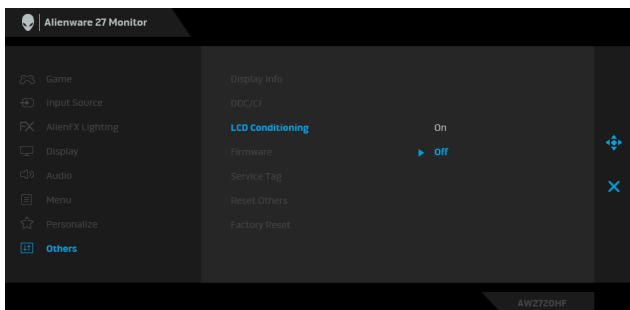 Alienware 27 Monitor
Game
Input Source
AlienFX Lighting
Display
Audio
Menu
Personalize
Others
Display Info
DDC/CI
LCD Conditioning On
Firmware Off
Service Tag
Reset Others
Factory Reset
AW2720HF